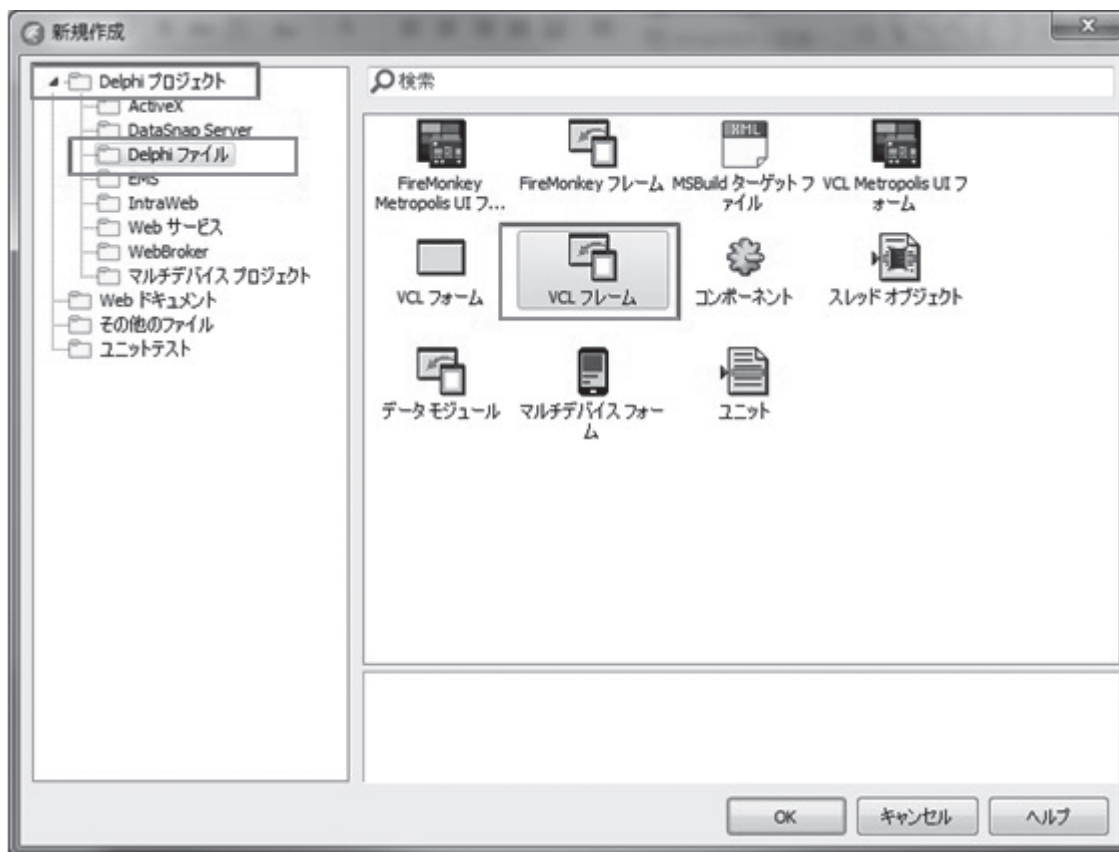 新規作成
Delphi プロジェクト
ActiveX
DataSnap Server
Delphi ファイル
EMS
IntraWeb
Web サービス
WebBroker
マルチデバイス プロジェクト
Web ドキュメント
その他のファイル
ユニットテスト
検索
FireMonkey
Metropolis UI フ...
FireMonkey フレーム
MSBuild ターゲット フ
ァイル
VCL Metropolis UI フ
ォーム
VCL フォーム
VCL フレーム
コンポーネント
スレッド オブジェクト
データ モジュール
マルチデバイス フォー
ム
ユニット
OK
キャンセル
ヘルプ